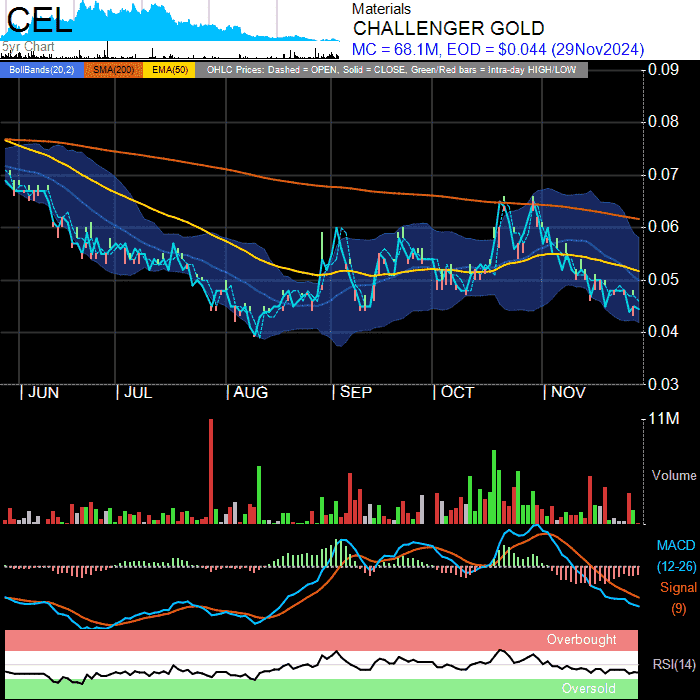 CEL
5yr Chart
Materials
CHALLENGER GOLD
MC = 68.1M, EOD = $0.044 (29Nov2024)
BollBands(20,2) SMA(200) EMA(50) OHLC Prices: Dashed = OPEN, Solid = CLOSE, Green/Red bars = Intra-day HIGH/LOW
0.09
0.08
0.07
0.06
0.05
0.04
0.03
| JUN | JUL | AUG | SEP | OCT | NOV
11M
Volume
MACD
(12-26)
Signal
(9)
Overbought
RSI(14)
Oversold